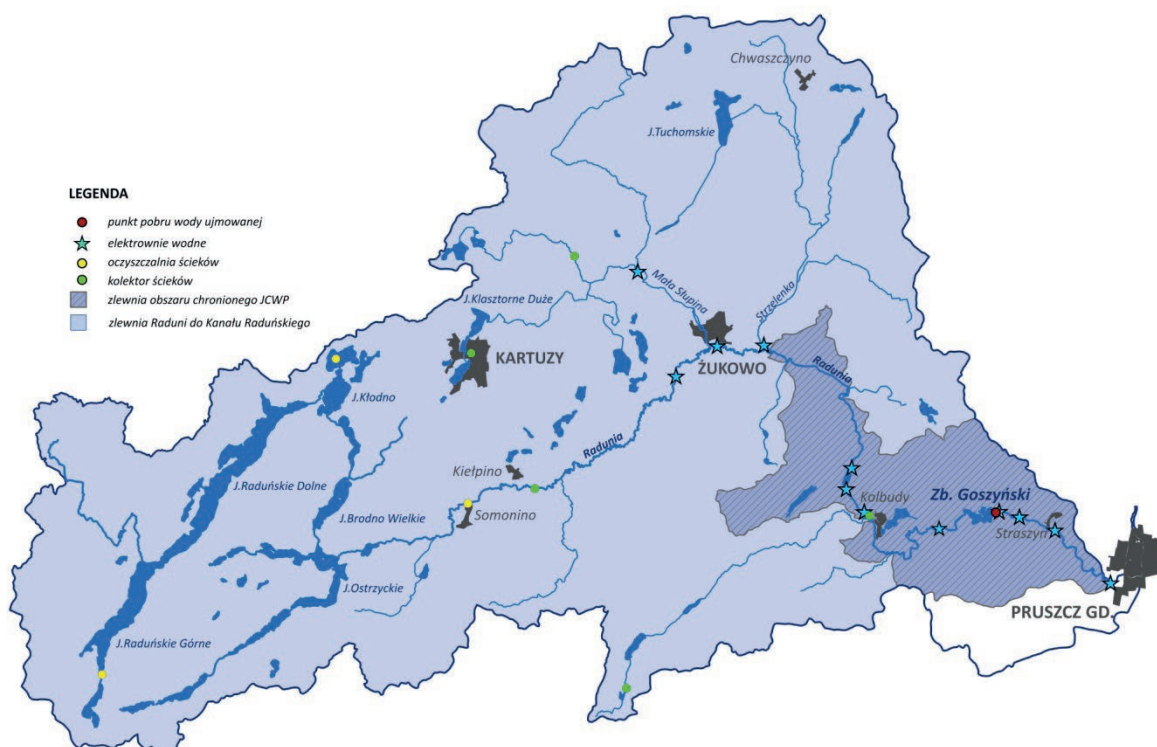 Chwaszczyno
J.Tuchomskie
LEGENDA
punkt pobru wody ujmowanej
elektrownie wodne
oczyszczalnia ścieków
kolektor ścieków
zlewnia obszaru chronionego JCWP
zlewnia Raduni do Kanału Raduńskiego
Mała Słupina
J.Klasztorne Duże
Strzelenka
KARTUZY
ŻUKOWO
Radunia
J.Kłodno
Radunia
Kiełpino
J.Raduńskie Dolne
Kolbudy
Zb. Goszyński
J.Brodno Wielkie
Somonino
Straszyn
J.Ostrzyckie
PRUSZCZ GD.
J.Raduńskie Górne